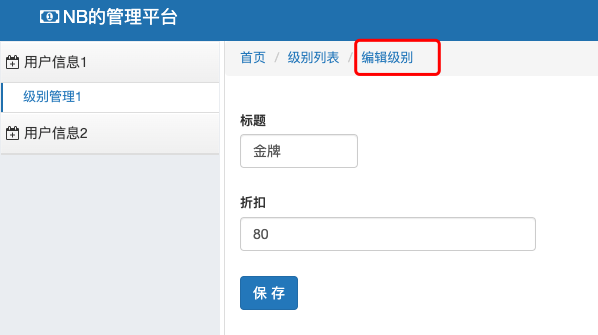 NB的管理平台
用户信息1
级别管理1
用户信息2
首页 / 级别列表 / 编辑级别
标题
金牌
折扣
80
保 存